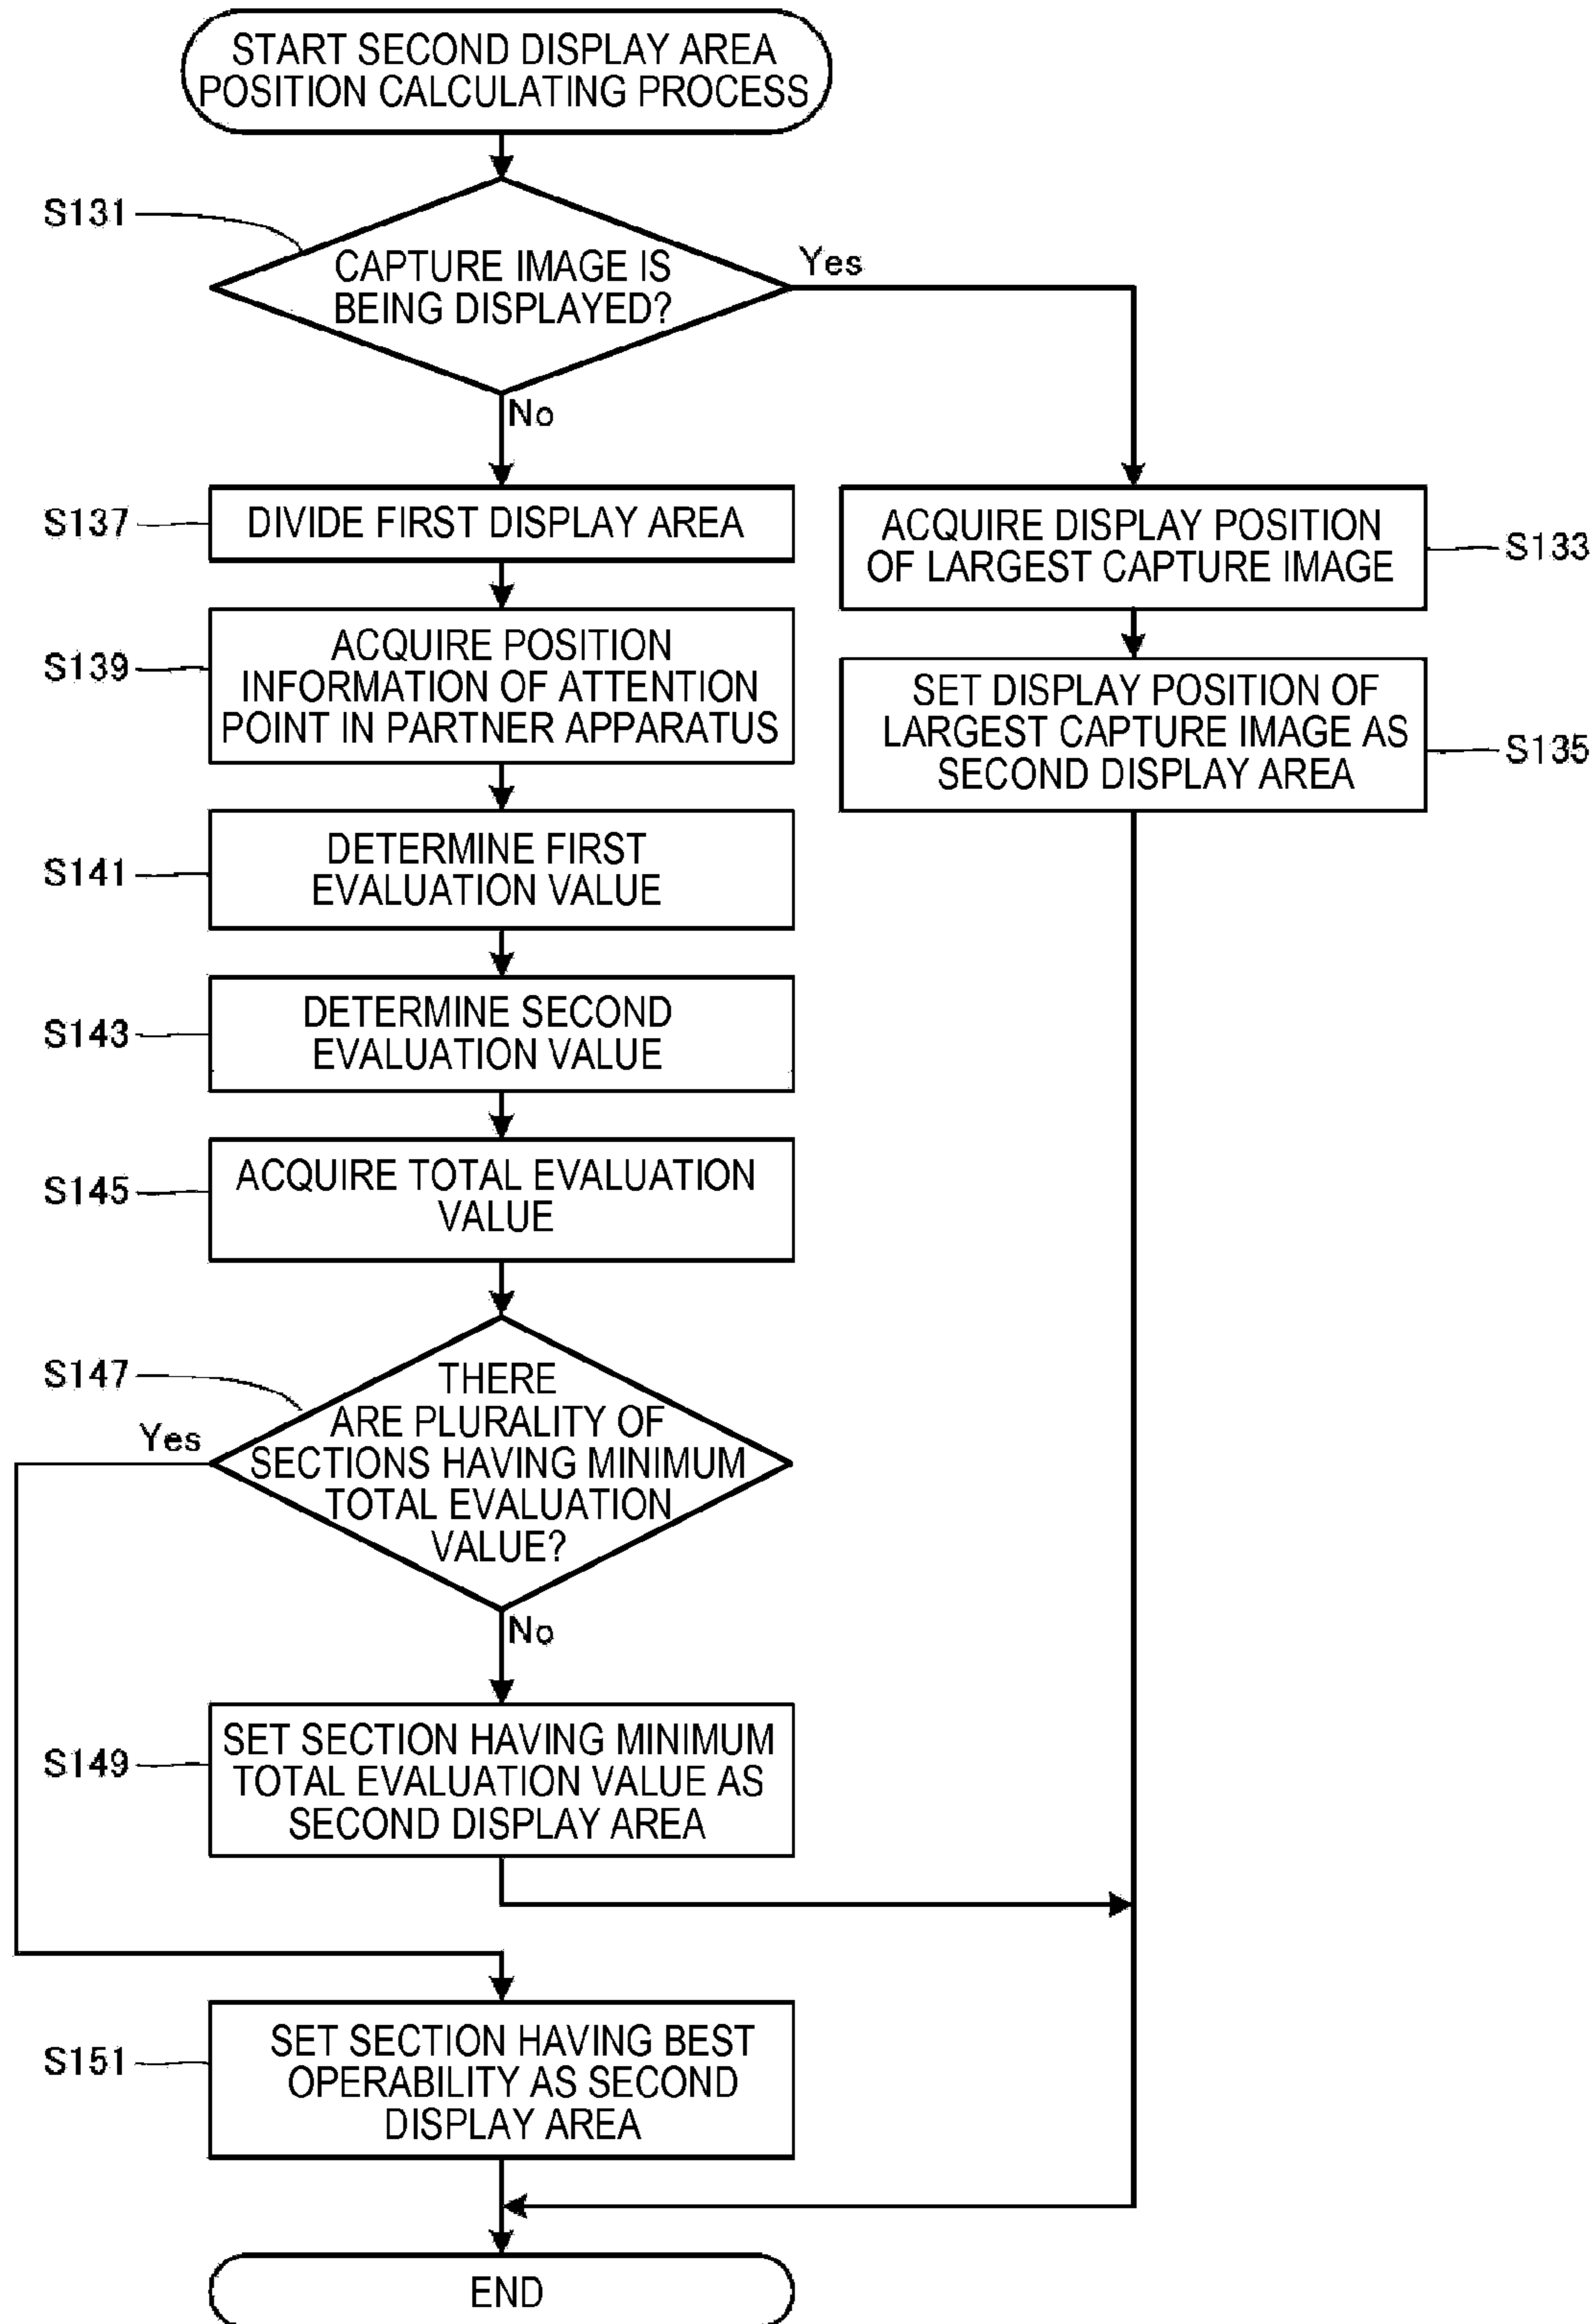 START SECOND DISPLAY AREA
POSITION CALCULATING PROCESS
S131
CAPTURE IMAGE IS
BEING DISPLAYED?
Yes
No
S137
DIVIDE FIRST DISPLAY AREA
ACQUIRE DISPLAY POSITION
OF LARGEST CAPTURE IMAGE
S133
S139
ACQUIRE POSITION
INFORMATION OF ATTENTION
POINT IN PARTNER APPARATUS
SET DISPLAY POSITION OF
LARGEST CAPTURE IMAGE AS
SECOND DISPLAY AREA
S135
S141
DETERMINE FIRST
EVALUATION VALUE
S143
DETERMINE SECOND
EVALUATION VALUE
S145
ACQUIRE TOTAL EVALUATION
VALUE
S147
THERE
ARE PLURALITY OF
SECTIONS HAVING MINIMUM
TOTAL EVALUATION
VALUE?
Yes
No
S149
SET SECTION HAVING MINIMUM
TOTAL EVALUATION VALUE AS
SECOND DISPLAY AREA
S151
SET SECTION HAVING BEST
OPERABILITY AS SECOND
DISPLAY AREA
END